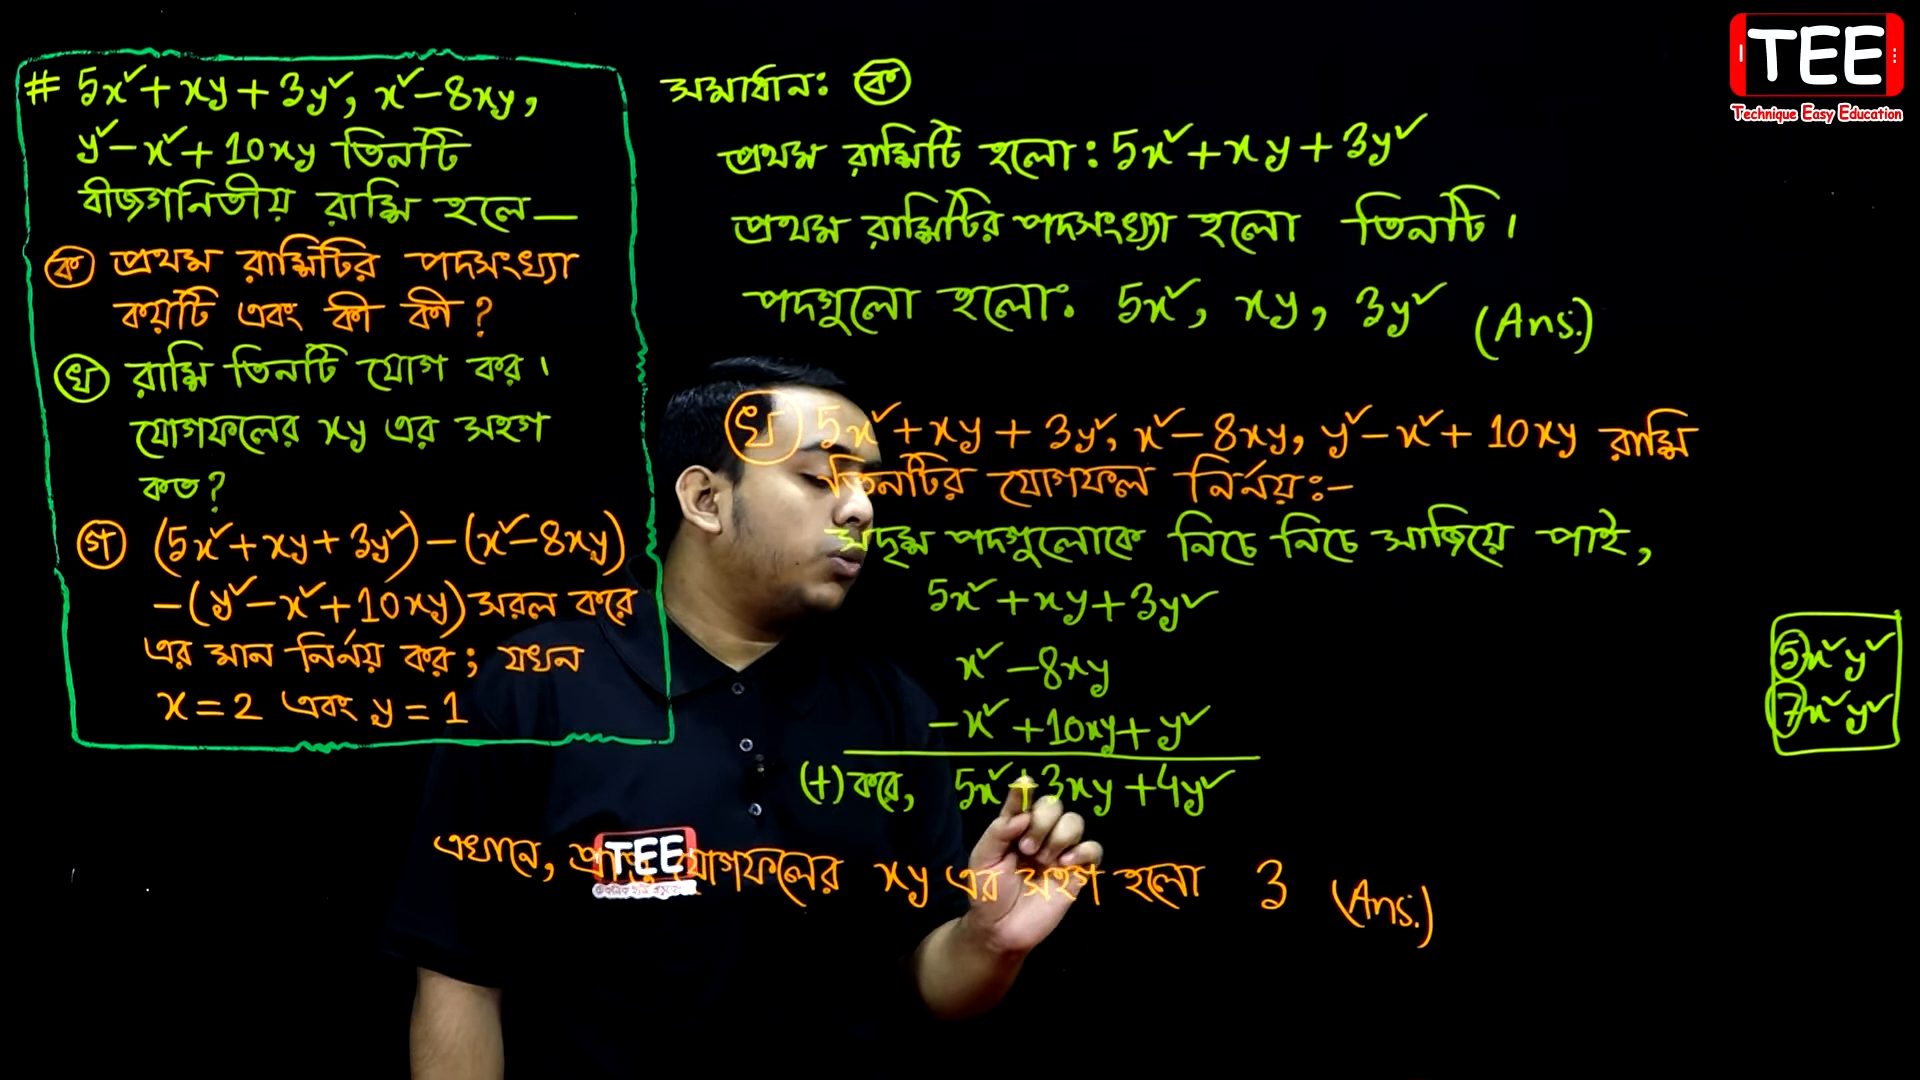 # 5x² + xy + 3y², x² - 8xy,
y² - x² + 10xy তিনটি
বীজগনিতীয় রাশি হলে—
ক প্রথম রাশিটির পদসংখ্যা
কয়টি এবং কী কী?
খ রাশি তিনটি যোগ কর।
যোগফলের xy এর সহগ
কত?
গ (5x² + xy + 3y²) - (x² - 8xy)
- (y² - x² + 10xy) সরল করে
এর মান নির্নয় কর; যখন
x = 2 এবং y = 1
সমাধান: ক
প্রথম রাশিটি হলো: 5x² + xy + 3y²
প্রথম রাশিটির পদসংখ্যা হলো তিনটি।
পদগুলো হলো: 5x², xy, 3y² (Ans:)
খ 5x² + xy + 3y², x² - 8xy, y² - x² + 10xy রাশি
তিনটির যোগফল নির্নয়:-
সদৃশ পদগুলোকে নিচে নিচে সাজিয়ে পাই,
5x² + xy + 3y²
x² - 8xy
- x² + 10xy + y²
(+) করে, 5x² + 3xy + 4y²
এখানে, প্রাপ্ত যোগফলের xy এর সহগ হলো 3 (Ans:)
5x²y²
7x²y²
TEE
Technique Easy Education
TEE